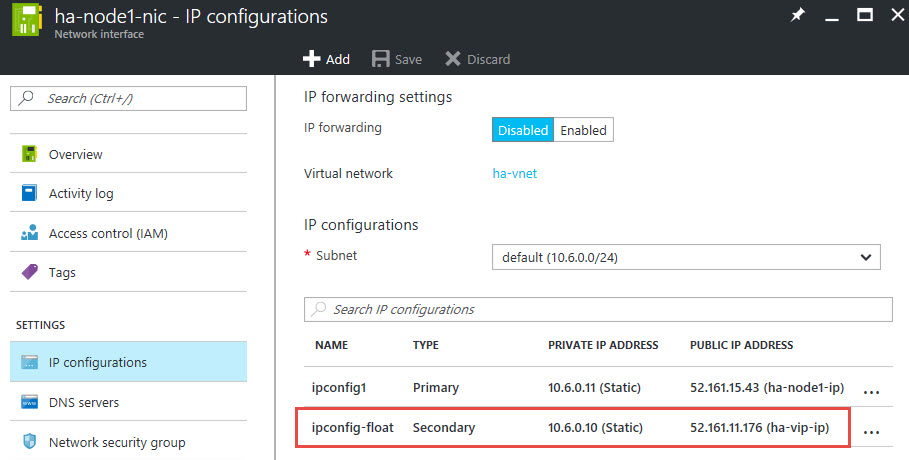 ha-node1-nic - IP configurations
Network interface
Add Save Discard
Search (Ctrl+/)
Overview
Activity log
Access control (IAM)
Tags
SETTINGS
IP configurations
DNS servers
Network security group
IP forwarding settings
IP forwarding Disabled Enabled
Virtual network ha-vnet
IP configurations
* Subnet default (10.6.0.0/24)
Search IP configurations
NAME TYPE PRIVATE IP ADDRESS PUBLIC IP ADDRESS
ipconfig1 Primary 10.6.0.11 (Static) 52.161.15.43 (ha-node1-ip) ...
ipconfig-float Secondary 10.6.0.10 (Static) 52.161.11.176 (ha-vip-ip) ...